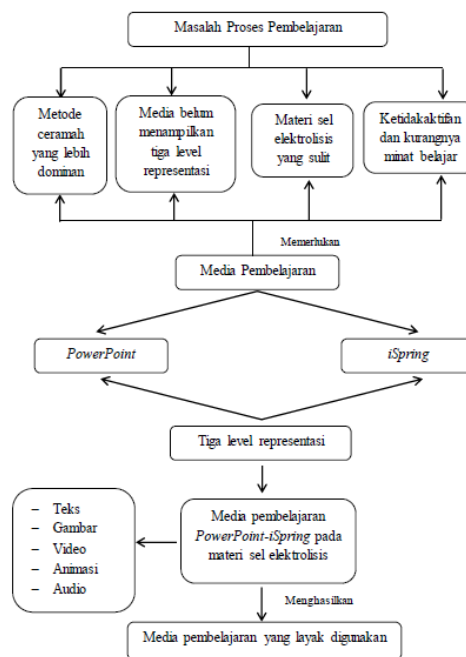 Masalah Proses Pembelajaran
Metode
ceramah
yang lebih
dominan
Media belum
menampilkan
tiga level
representasi
Materi sel
elektrolisis
yang sulit
Ketidakaktifan
dan kurangnya
minat belajar
Memerlukan
Media Pembelajaran
PowerPoint
iSpring
Tiga level representasi
– Teks
– Gambar
– Video
– Animasi
– Audio
Media pembelajaran
PowerPoint-iSpring pada
materi sel elektrolisis
Menghasilkan
Media pembelajaran yang layak digunakan